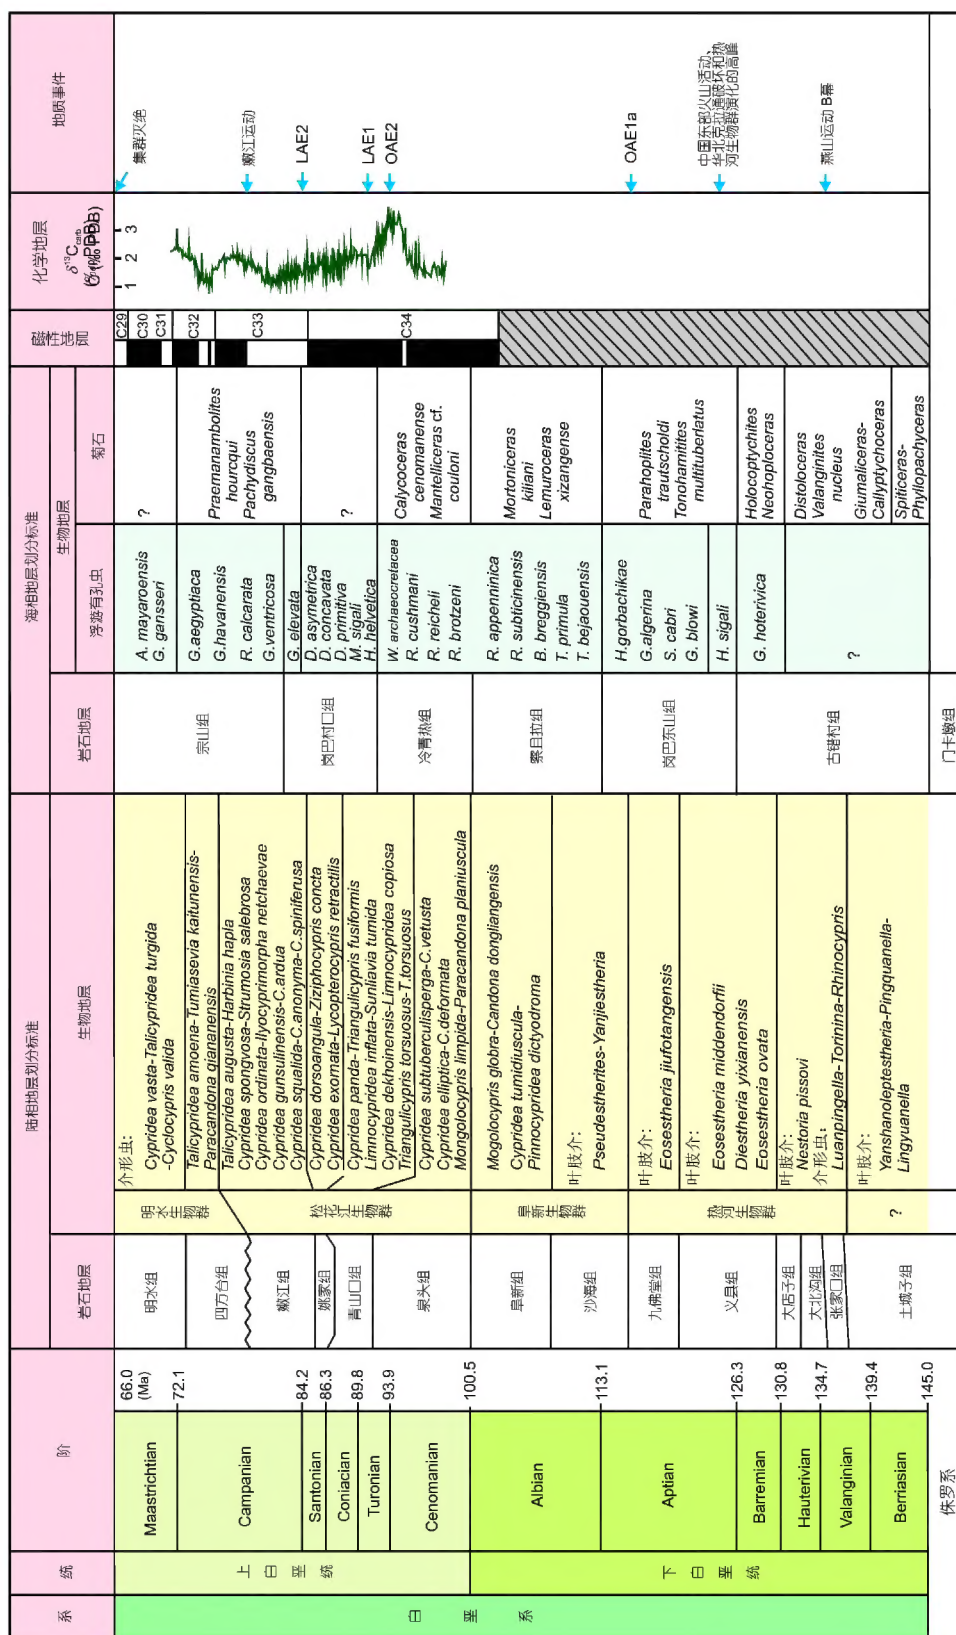 系
统
阶
陆相地层划分标准
岩石地层
生物地层
海相地层划分标准
岩石地层
生物地层
浮游有孔虫
菊石
磁性地层
化学地层
δ¹³C carb
(‰ PDB)
1 2 3
地质事件
白垩系
上白垩统
下白垩统
Maastrichtian
Campanian
Santonian
Coniacian
Turonian
Cenomanian
Albian
Aptian
Barremian
Hauterivian
Valanginian
Berriasian
侏罗系
66.0
(Ma)
72.1
84.2
86.3
89.8
93.9
100.5
113.1
126.3
130.8
134.7
139.4
145.0
明水组
四方台组
嫩江组
姚家组
青山口组
泉头组
阜新组
沙海组
九佛堂组
义县组
大店子组
大北沟组
张家口组
土城子组
明水生物群
松花江生物群
阜新生物群
热河生物群
?
介形虫:
Cypridea vasta-Talicypridea turgida
-Cyclocypris valida
Talicypridea amoena-Tumiasevia kaitunensis-
Paracandona qiananensis
Talicypridea augusta-Harbinia hapla
Cypridea spongvosa-Strumosia salebrosa
Cypridea ordinata-Ilyocyprimorpha netchaevae
Cypridea gunsulinensis-C.ardua
Cypridea squalida-C.anonyma-C.spiniferusa
Cypridea dorsoangula-Ziziphocypris concta
Cypridea exornata-Lycopterocypris retractilis
Cypridea panda-Triangulicypris fusiformis
Limnocypridea inflata-Sunliavia tumida
Cypridea dekhoinensis-Limnocypridea copiosa
Triangulicypris torsuosus-T.torsuosus
Cypridea subtuberculisperga-C.vetusta
Cypridea elliptica-C.deformata
Mongolocypris limpida-Paracandona planiuscula
Mogolocypris globra-Candona dongliangensis
Cypridea tumidiuscula-
Pinnocypridea dictyodroma
叶肢介:
Pseudestherites-Yanjiestheria
叶肢介:
Eosestheria jiufotangensis
叶肢介:
Eosestheria middendorfii
Diestheria yixianensis
Eosestheria ovata
叶肢介:
Nestoria pissovi
介形虫:
Luanpingella-Torinina-Rhinocypris
叶肢介:
Yanshanoleptestheria-Pingquanella-
Lingyuanella
宗山组
岗巴村口组
冷青热组
察且拉组
岗巴东山组
古错村组
门卡墩组
A. mayaroensis
G. gansseri
G.aegyptiaca
G.havanensis
R. calcarata
G.ventricosa
G. elevata
D. asymetrica
D. concavata
D. primitiva
M. sigali
H. helvetica
W. archaeocretacea
R. cushmani
R. reicheli
R. brotzeni
R. appenninica
R. subticinensis
B. breggiensis
T. primula
T. bejaouensis
H.gorbachikae
G.algerina
S. cabri
G. blowi
H. sigali
G. hoterivica
?
?
Praemanambolites
hourcqui
Pachydiscus
gangbaensis
?
Calycoceras
cenomanense
Mantelliceras cf.
couloni
Mortoniceras
kiliani
Lemuroceras
xizangense
Parahoplites
trautscholdi
Tonohamitites
multituberlatus
Holocoptychites
Neohoploceras
Distoloceras
Valanginites
nucleus
Giumaliceras-
Callyptychoceras
Spiticeras-
Phyllopachyceras
C29
C30
C31
C32
C33
C34
集群灭绝
嫩江运动
LAE2
LAE1
OAE2
OAE1a
中国东部火山活动、
华北克拉通破坏和热
河生物群演化的高峰
燕山运动 B幕